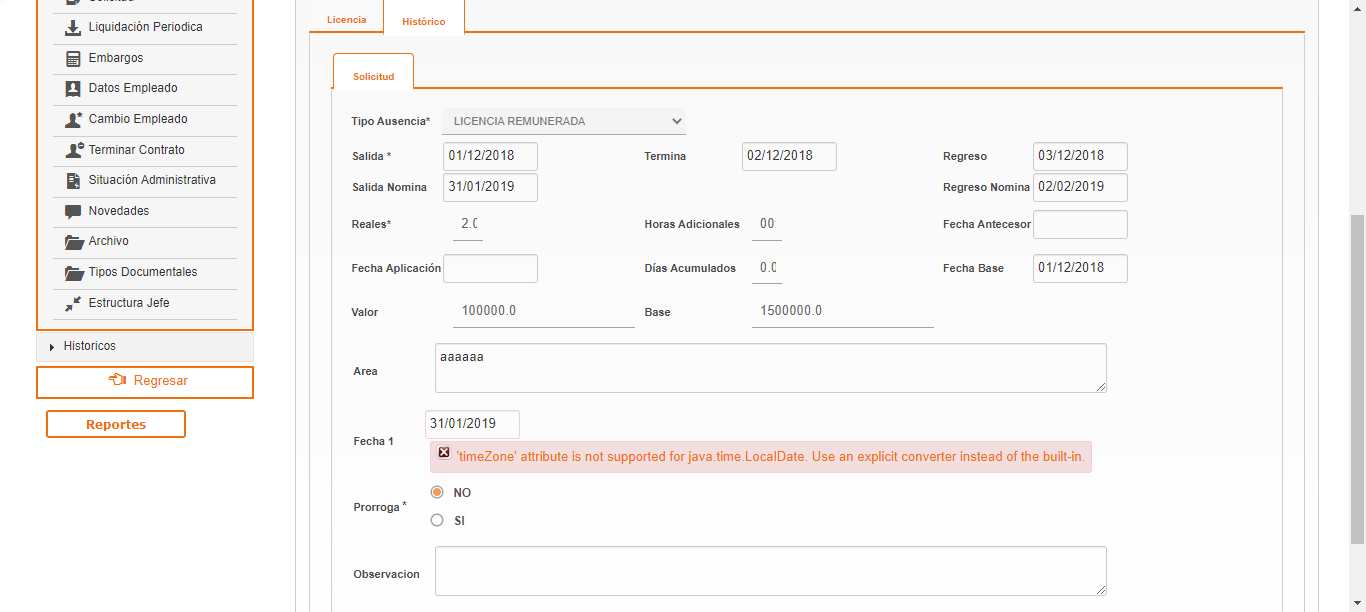 Liquidación Periodica
Embargos
Datos Empleado
Cambio Empleado
Terminar Contrato
Situación Administrativa
Novedades
Archivo
Tipos Documentales
Estructura Jefe
Historicos
Regresar
Reportes
Licencia Histórico
Solicitud
Tipo Ausencia* LICENCIA REMUNERADA
Salida * 01/12/2018 Termina 02/12/2018 Regreso 03/12/2018
Salida Nomina 31/01/2019 Regreso Nomina 02/02/2019
Reales* 2.0 Horas Adicionales 00 Fecha Antecesor
Fecha Aplicación Días Acumulados 0.0 Fecha Base 01/12/2018
Valor 100000.0 Base 1500000.0
Area aaaaaa
Fecha 1 31/01/2019
'timeZone' attribute is not supported for java.time.LocalDate. Use an explicit converter instead of the built-in.
Prorroga * NO
SI
Observacion